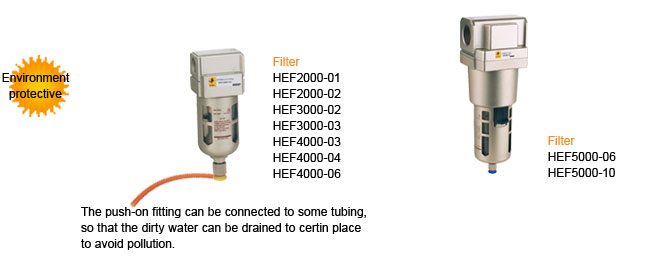 Environment
protective
Filter
HEF2000-01
HEF2000-02
HEF3000-02
HEF3000-03
HEF4000-03
HEF4000-04
HEF4000-06
The push-on fitting can be connected to some tubing,
so that the dirty water can be drained to certin place
to avoid pollution.
Filter
HEF5000-06
HEF5000-10